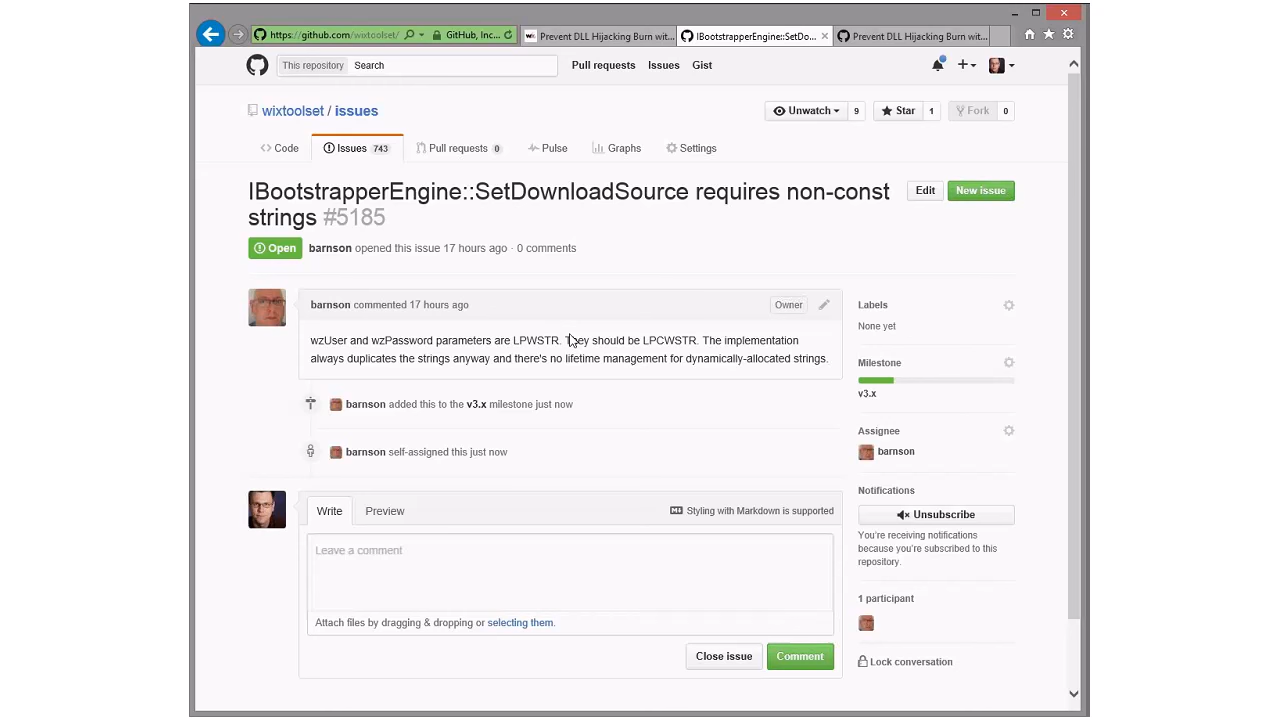 https://github.com/wixtoolset/
GitHub, Inc...
Prevent DLL Hijacking Burn wit...
IBootstrapperEngine::SetDo...
Prevent DLL Hijacking Burn wit...
This repository
Search
Pull requests
Issues
Gist
wixtoolset / issues
Unwatch
9
Star
1
Fork
0
<> Code
Issues 743
Pull requests 0
Pulse
Graphs
Settings
IBootstrapperEngine::SetDownloadSource requires non-const
strings #5185
Edit
New issue
Open
barnson opened this issue 17 hours ago · 0 comments
barnson commented 17 hours ago
Owner
wzUser and wzPassword parameters are LPWSTR. They should be LPCWSTR. The implementation
always duplicates the strings anyway and there's no lifetime management for dynamically-allocated strings.
barnson added this to the v3.x milestone just now
barnson self-assigned this just now
Write
Preview
Styling with Markdown is supported
Leave a comment
Attach files by dragging & dropping or selecting them.
Close issue
Comment
Labels
None yet
Milestone
v3.x
Assignee
barnson
Notifications
Unsubscribe
You're receiving notifications
because you're subscribed to this
repository.
1 participant
Lock conversation